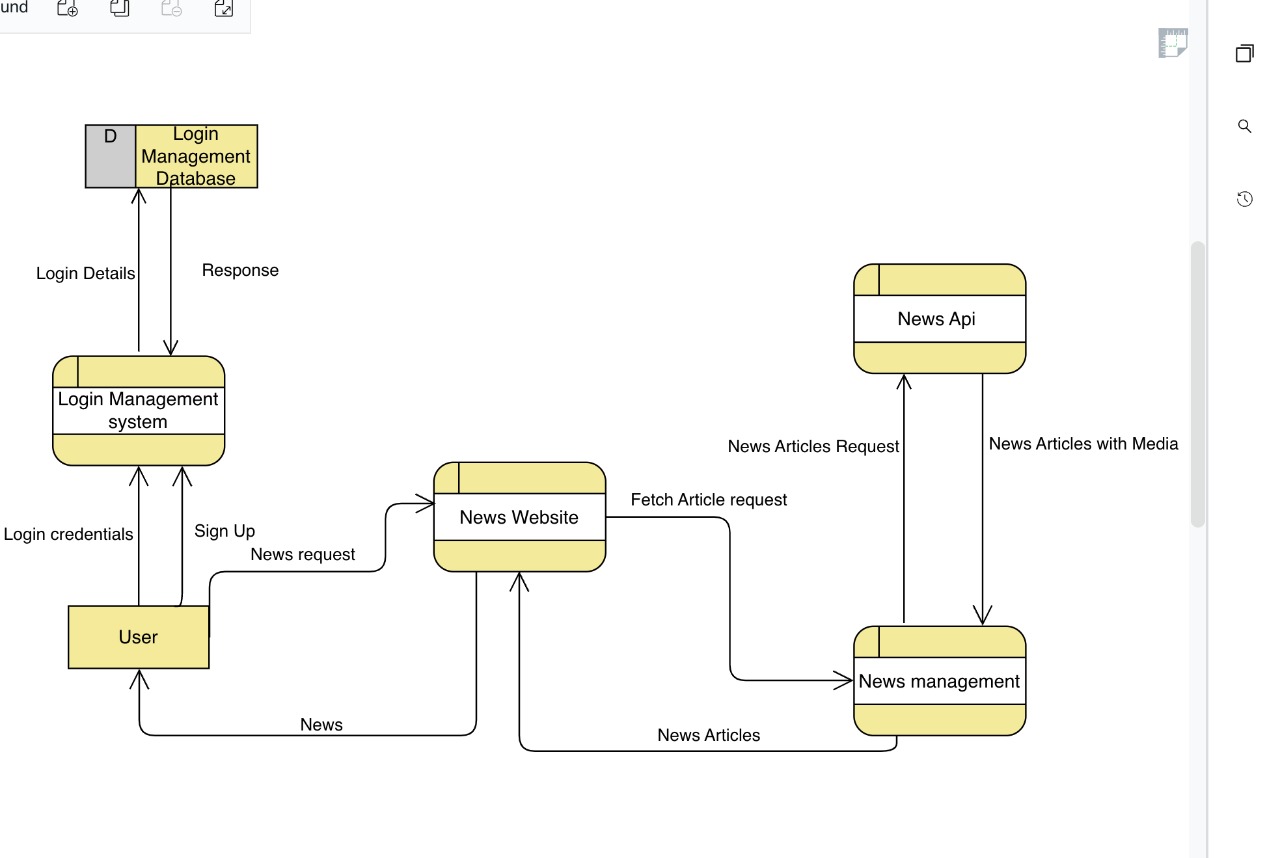 und
D
Login
Management
Database
Login Details
Response
News Api
Login Management
system
News Articles Request
News Articles with Media
Fetch Article request
News Website
Login credentials
Sign Up
News request
User
News management
News
News Articles